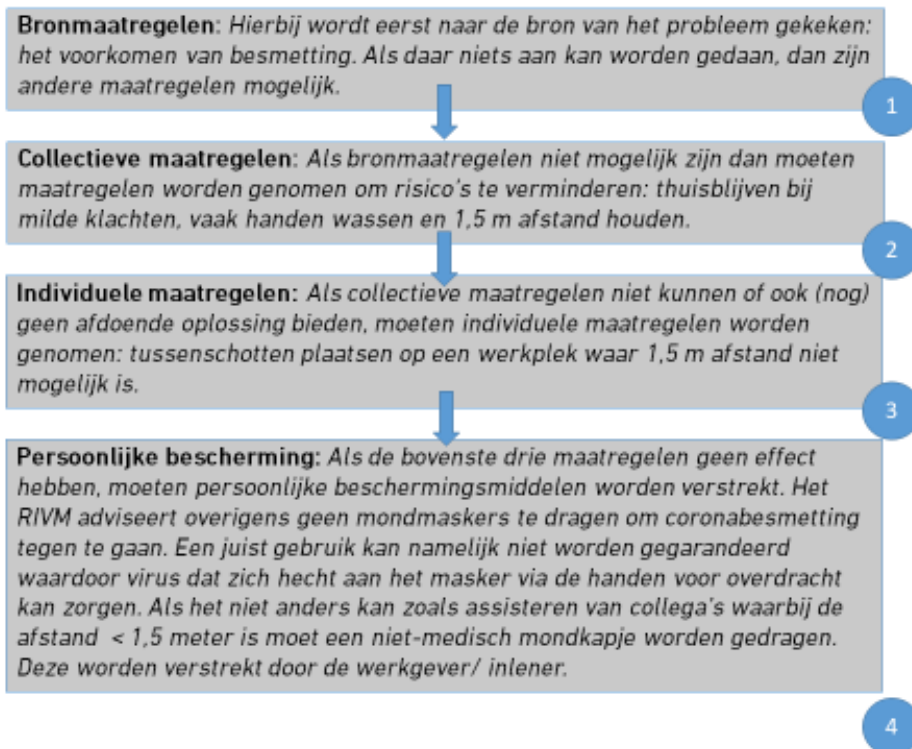 Bronmaatregelen: Hierbij wordt eerst naar de bron van het probleem gekeken:
het voorkomen van besmetting. Als daar niets aan kan worden gedaan, dan zijn
andere maatregelen mogelijk.
1
Collectieve maatregelen: Als bronmaatregelen niet mogelijk zijn dan moeten
maatregelen worden genomen om risico's te verminderen: thuisblijven bij
milde klachten, vaak handen wassen en 1,5 m afstand houden.
2
Individuele maatregelen: Als collectieve maatregelen niet kunnen of ook (nog)
geen afdoende oplossing bieden, moeten individuele maatregelen worden
genomen: tussenschotten plaatsen op een werkplek waar 1,5 m afstand niet
mogelijk is.
3
Persoonlijke bescherming: Als de bovenste drie maatregelen geen effect
hebben, moeten persoonlijke beschermingsmiddelen worden verstrekt. Het
RIVM adviseert overigens geen mondmaskers te dragen om coronabesmetting
tegen te gaan. Een juist gebruik kan namelijk niet worden gegarandeerd
waardoor virus dat zich hecht aan het masker via de handen voor overdracht
kan zorgen. Als het niet anders kan zoals assisteren van collega's waarbij de
afstand < 1,5 meter is moet een niet-medisch mondkapje worden gedragen.
Deze worden verstrekt door de werkgever/ inlener.
4